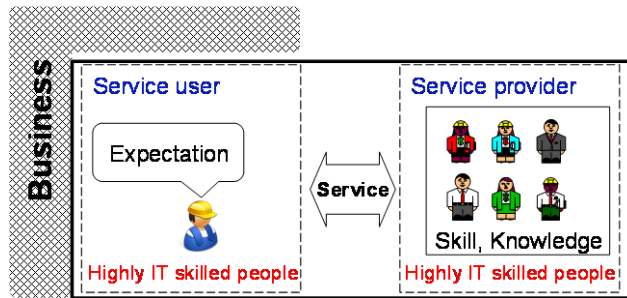 Business
Service user
Service provider
Expectation
Service
Skill, Knowledge
Highly IT skilled people
Highly IT skilled people